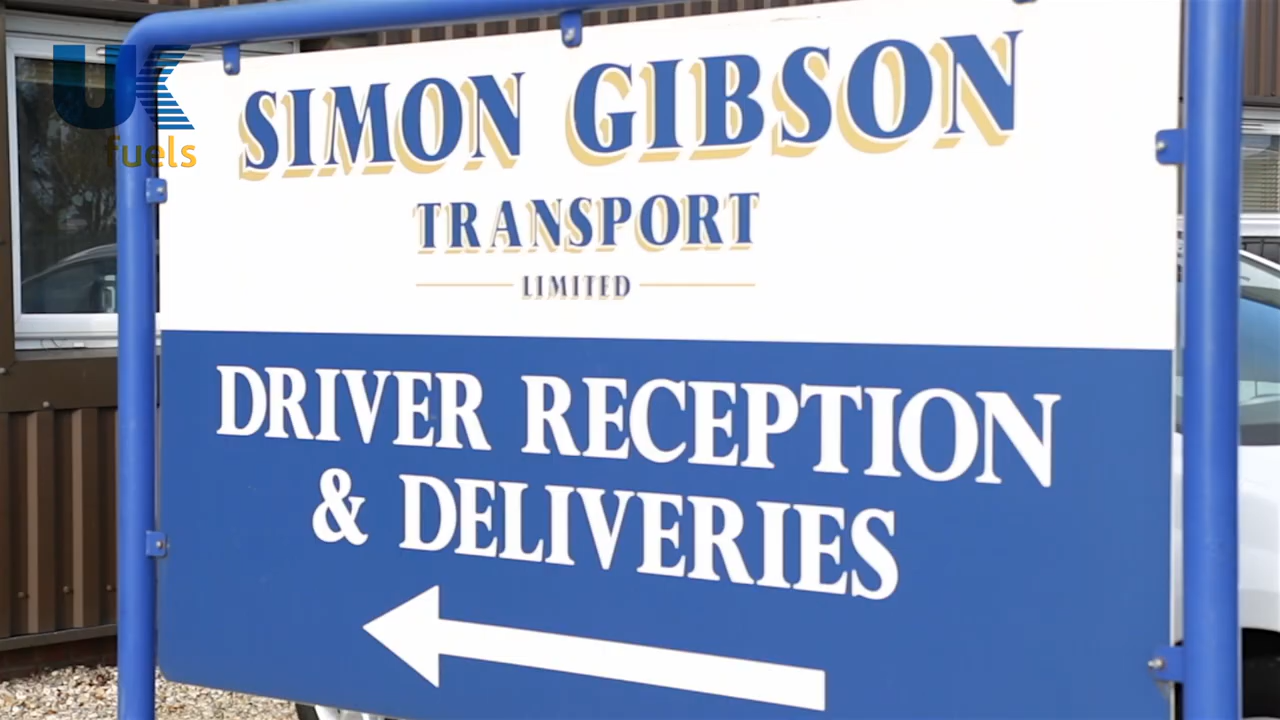 UK
fuels
SIMON GIBSON
TRANSPORT
LIMITED
DRIVER RECEPTION
& DELIVERIES